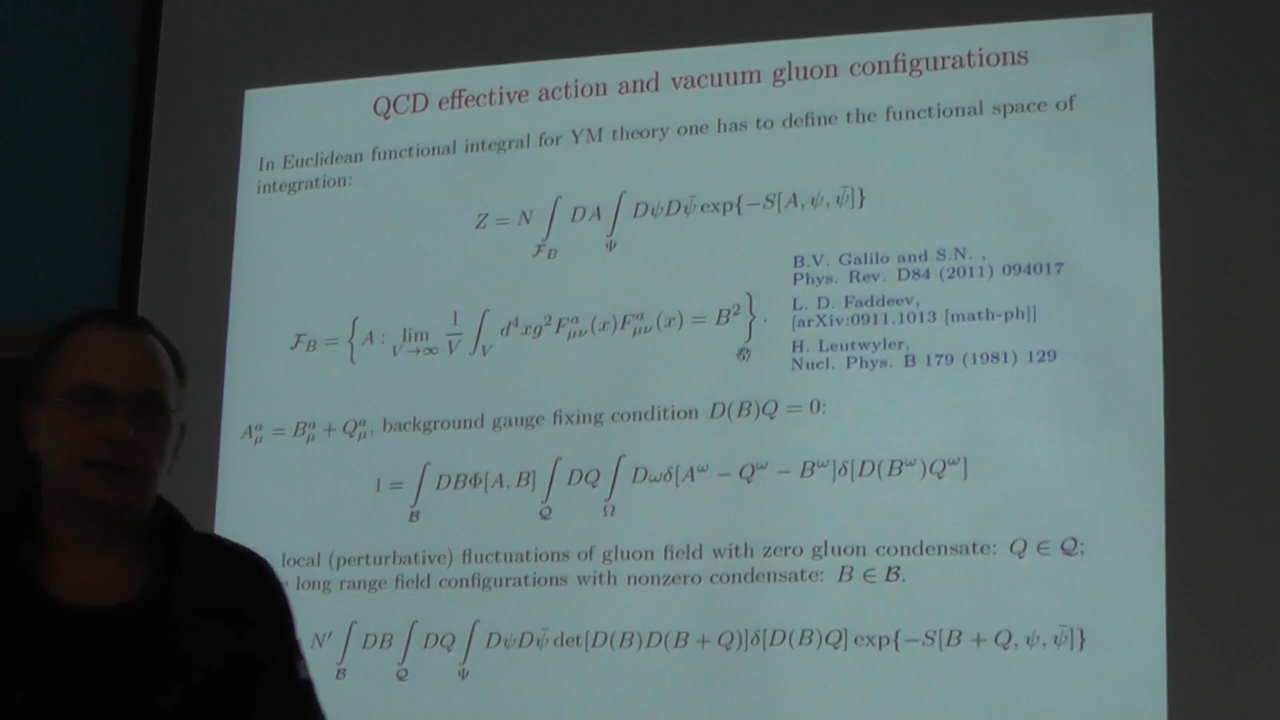 QCD effective action and vacuum gluon configurations
In Euclidean functional integral for YM theory one has to define the functional space of
integration:
Z = N ∫_{𝓕_B} DA ∫_Ψ DψDψ̄ exp{−S[A, ψ, ψ̄]}
B.V. Galilo and S.N. ,
Phys. Rev. D84 (2011) 094017
𝓕_B = {A : lim_{V→∞} 1/V ∫_V d⁴xg²F^a_{μν}(x)F^a_{μν}(x) = B²}.
L. D. Faddeev,
[arXiv:0911.1013 [math-ph]]
H. Leutwyler,
Nucl. Phys. B 179 (1981) 129
A^a_μ = B^a_μ + Q^a_μ, background gauge fixing condition D(B)Q = 0:
1 = ∫_𝓑 DBΦ[A, B] ∫_𝓠 DQ ∫_Ω Dωδ[A^ω − Q^ω − B^ω]δ[D(B^ω)Q^ω]
local (perturbative) fluctuations of gluon field with zero gluon condensate: Q ∈ 𝓠;
long range field configurations with nonzero condensate: B ∈ 𝓑.
N′ ∫_𝓑 DB ∫_𝓠 DQ ∫_Ψ DψDψ̄ det[D(B)D(B + Q)]δ[D(B)Q] exp{−S[B + Q, ψ, ψ̄]}